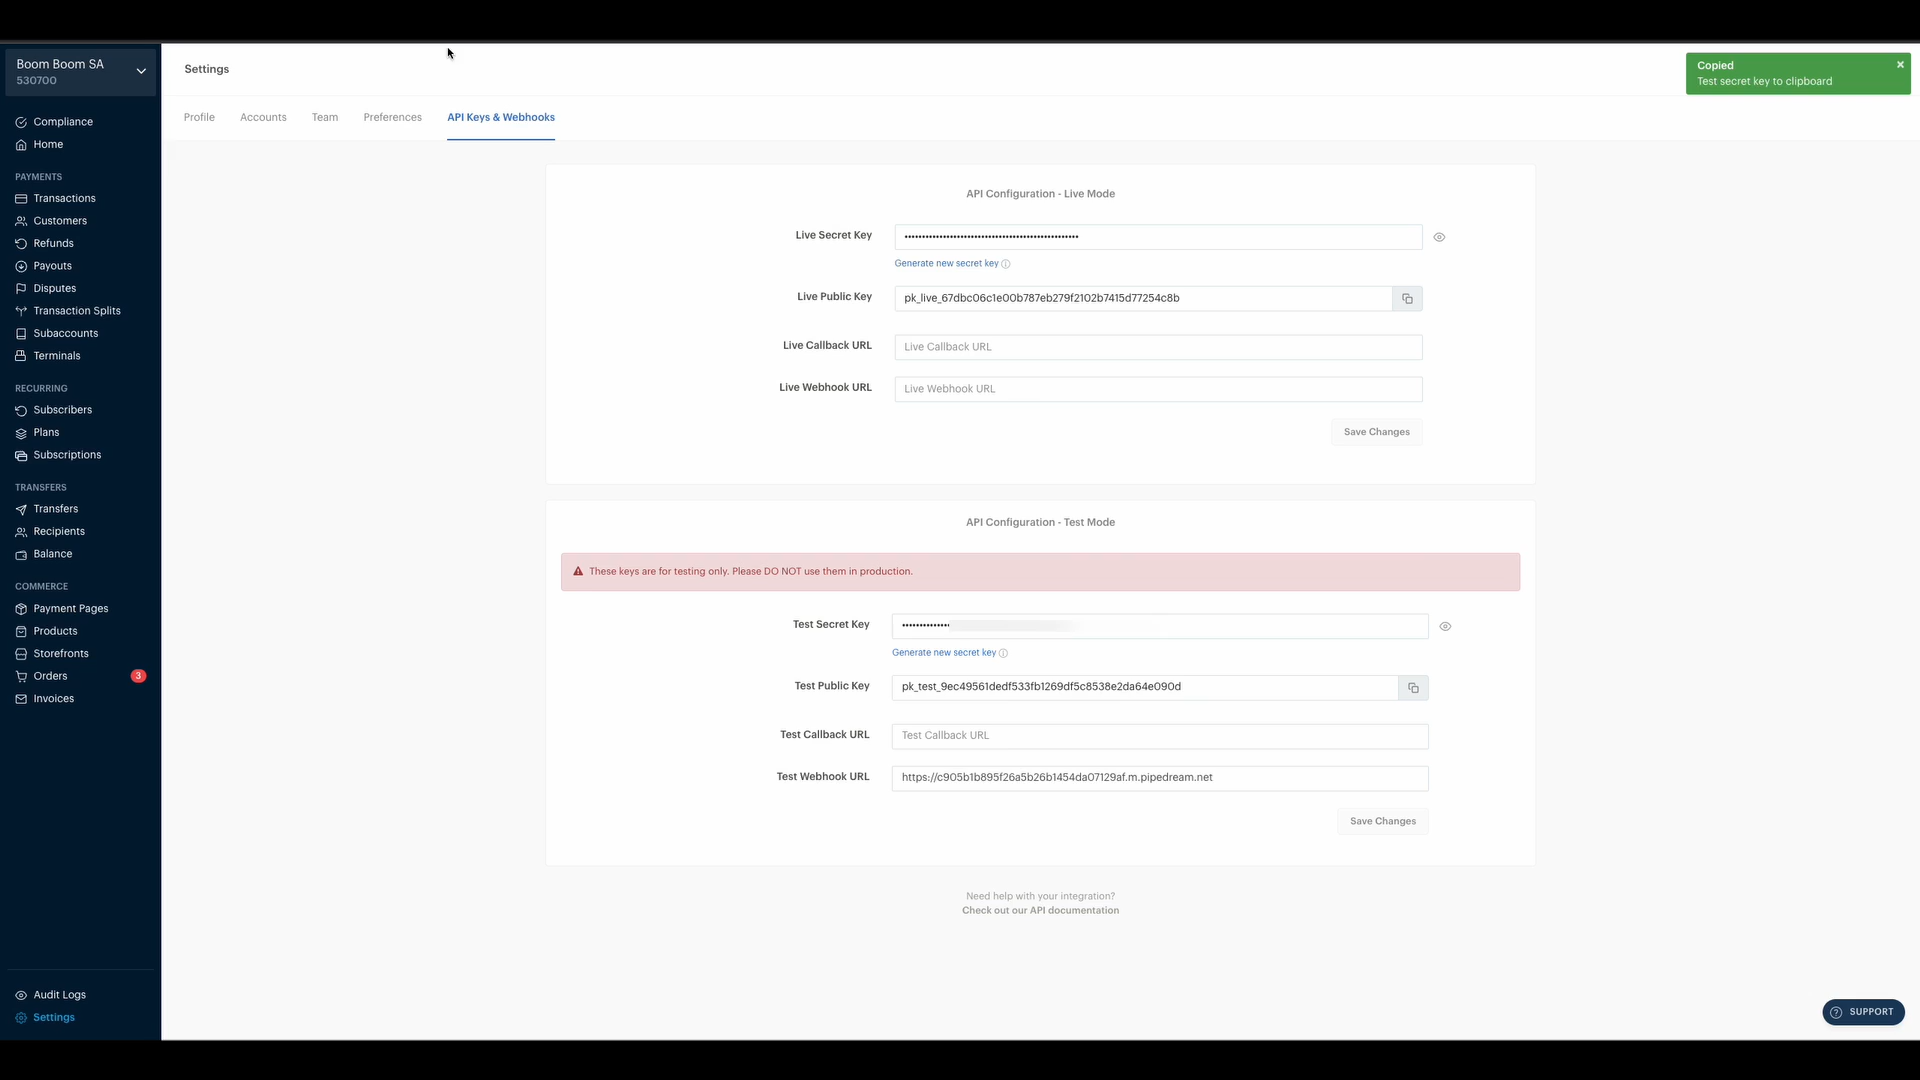 Boom Boom SA
530700
Compliance
Home
PAYMENTS
Transactions
Customers
Refunds
Payouts
Disputes
Transaction Splits
Subaccounts
Terminals
RECURRING
Subscribers
Plans
Subscriptions
TRANSFERS
Transfers
Recipients
Balance
COMMERCE
Payment Pages
Products
Storefronts
Orders 3
Invoices
Audit Logs
Settings
Settings
Copied
Test secret key to clipboard
Profile Accounts Team Preferences API Keys & Webhooks
API Configuration - Live Mode
Live Secret Key ••••••••••••••••••••••••••••••••••••••••••••••••
Generate new secret key
Live Public Key pk_live_67dbc06c1e00b787eb279f2102b7415d77254c8b
Live Callback URL Live Callback URL
Live Webhook URL Live Webhook URL
Save Changes
API Configuration - Test Mode
These keys are for testing only. Please DO NOT use them in production.
Test Secret Key ••••••••••••••
Generate new secret key
Test Public Key pk_test_9ec49561dedf533fb1269df5c8538e2da64e090d
Test Callback URL Test Callback URL
Test Webhook URL https://c905b1b895f26a5b26b1454da07129af.m.pipedream.net
Save Changes
Need help with your integration?
Check out our API documentation
SUPPORT